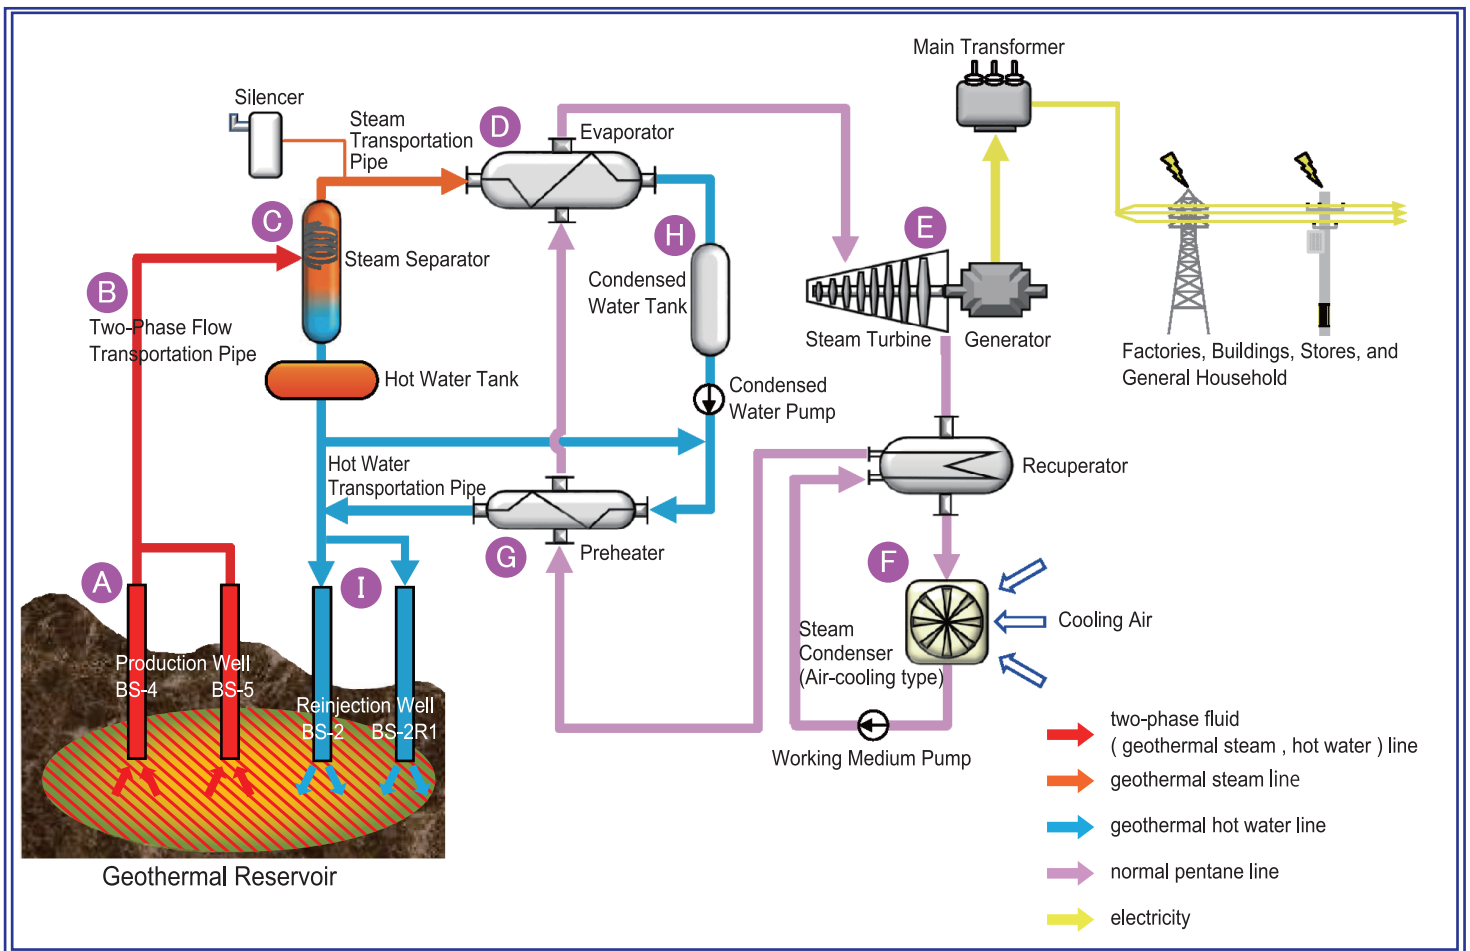 Main Transformer
Silencer
Steam
Transportation
Pipe
D
Evaporator
C
Steam Separator
H
E
B
Condensed
Water Tank
Two-Phase Flow
Transportation Pipe
Steam Turbine
Generator
Factories, Buildings, Stores, and
General Household
Hot Water Tank
Condensed
Water Pump
Hot Water
Transportation Pipe
Recuperator
G
Preheater
F
A
I
Steam
Condenser
(Air-cooling type)
Cooling Air
Production Well
BS-4
BS-5
Reinjection Well
BS-2
BS-2R1
Working Medium Pump
two-phase fluid
( geothermal steam , hot water ) line
geothermal steam line
geothermal hot water line
normal pentane line
electricity
Geothermal Reservoir